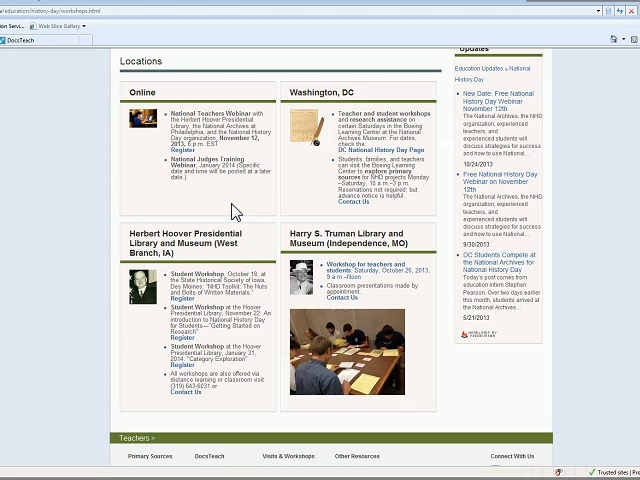 w/education/history-day/workshops.html
ion Servi...
Web Slice Gallery
DocsTeach
Locations
Online
National Teachers Webinar with
the Herbert Hoover Presidential
Library, the National Archives at
Philadelphia, and the National History
Day organization, November 12,
2013, 6 p.m. EST
Register
National Judges Training
Webinar, January 2014 (Specific
date and time will be posted at a later
date.)
Washington, DC
Teacher and student workshops
and research assistance on
certain Saturdays in the Boeing
Learning Center at the National
Archives Museum. For dates,
check the:
DC National History Day Page
Students, families, and teachers
can visit the Boeing Learning
Center to explore primary
sources for NHD projects Monday
–Saturday, 10 a.m.–3 p.m.
Reservations not required; but
advance notice is helpful.
Contact Us
Herbert Hoover Presidential
Library and Museum (West
Branch, IA)
Student Workshop, October 18, at
the State Historical Society of Iowa,
Des Moines: "NHD Toolkit: The Nuts
and Bolts of Written Materials."
Register
Student Workshop at the Hoover
Presidential Library, November 22: An
introduction to National History Day
for Students—"Getting Started on
Research"
Register
Student Workshop at the Hoover
Presidential Library, January 31,
2014: "Category Exploration"
Register
All workshops are also offered via
distance learning or classroom visit.
(319) 643-6031 or
Contact Us
Harry S. Truman Library and
Museum (Independence, MO)
Workshop for teachers and
students: Saturday, October 26, 2013,
9 a.m.–Noon
Classroom presentations made by
appointment.
Contact Us
Updates
Education Updates » National
History Day
New Date: Free National
History Day Webinar
November 12th
The National Archives, the NHD
organization, experienced
teachers, and
experienced students will
discuss strategies for success
and how to use National...
10/24/2013
Free National History Day
Webinar on November
12th
The National Archives, the NHD
organization, experienced
teachers, and
experienced students will
discuss strategies for success
and how to use National...
9/30/2013
DC Students Compete at
the National Archives for
National History Day
Today's post comes from
education intern Stephen
Pearson. Over two days earlier
this month, students arrived at
the National Archives...
5/21/2013
HEADLINES BY
FEEDBURNER
Teachers >
Primary Sources
DocsTeach
Visits & Workshops
Other Resources
Connect With Us
Trusted sites | Pro